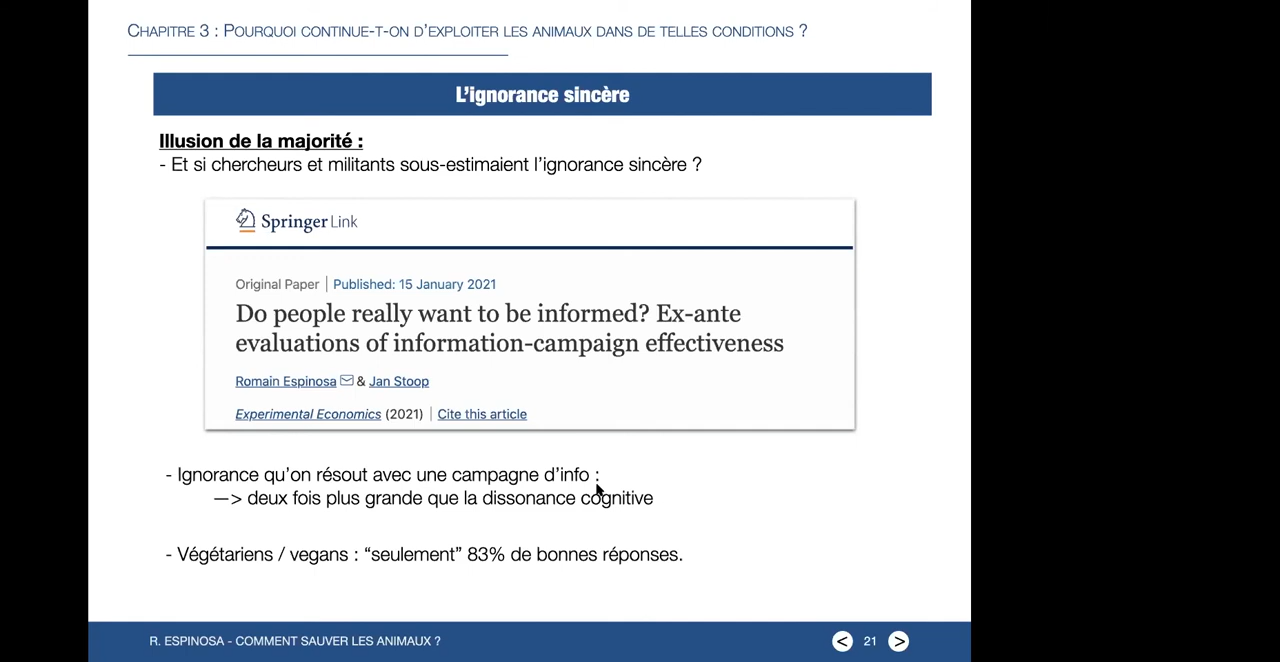 CHAPITRE 3 : POURQUOI CONTINUE-T-ON D'EXPLOITER LES ANIMAUX DANS DE TELLES CONDITIONS ?
L'ignorance sincère
Illusion de la majorité :
- Et si chercheurs et militants sous-estimaient l'ignorance sincère ?
Springer Link
Original Paper | Published: 15 January 2021
Do people really want to be informed? Ex-ante
evaluations of information-campaign effectiveness
Romain Espinosa & Jan Stoop
Experimental Economics (2021) | Cite this article
- Ignorance qu'on résout avec une campagne d'info :
—> deux fois plus grande que la dissonance cognitive
- Végétariens / vegans : “seulement” 83% de bonnes réponses.
R. ESPINOSA - COMMENT SAUVER LES ANIMAUX ?
< 21 >